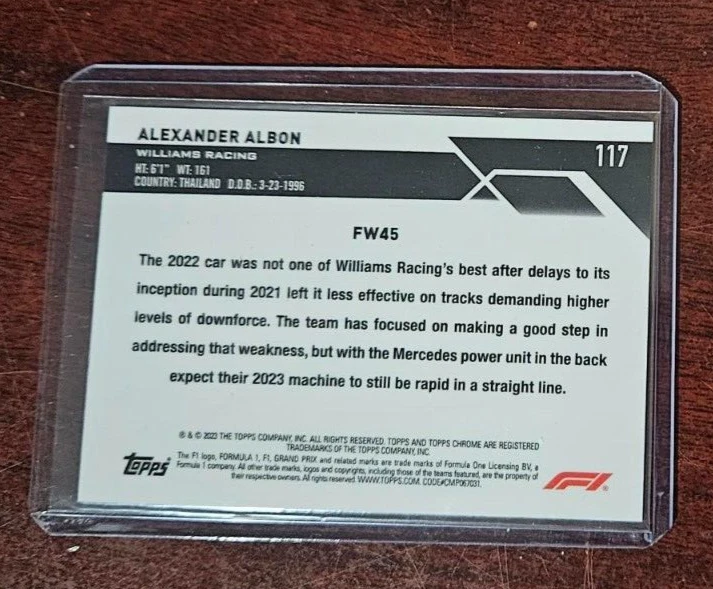 ALEXANDER ALBON
117
WILLIAMS RACING
HT: 6'1" WT: 161
COUNTRY: THAILAND D.O.B.: 3-23-1996
FW45
The 2022 car was not one of Williams Racing's best after delays to its
inception during 2021 left it less effective on tracks demanding higher
levels of downforce. The team has focused on making a good step in
addressing that weakness, but with the Mercedes power unit in the back
expect their 2023 machine to still be rapid in a straight line.
® & © 2023 THE TOPPS COMPANY, INC. ALL RIGHTS RESERVED. TOPPS AND TOPPS CHROME ARE REGISTERED
TRADEMARKS OF THE TOPPS COMPANY, INC.
The F1 logo, FORMULA 1, F1, GRAND PRIX and related marks are trade marks of Formula One Licensing BV, a
Formula 1 company. All other trade marks, logos and copyrights, including those of the teams featured, are the property of
their respective owners. All rights reserved. WWW.TOPPS.COM. CODE#CMP067031.
Topps
F1